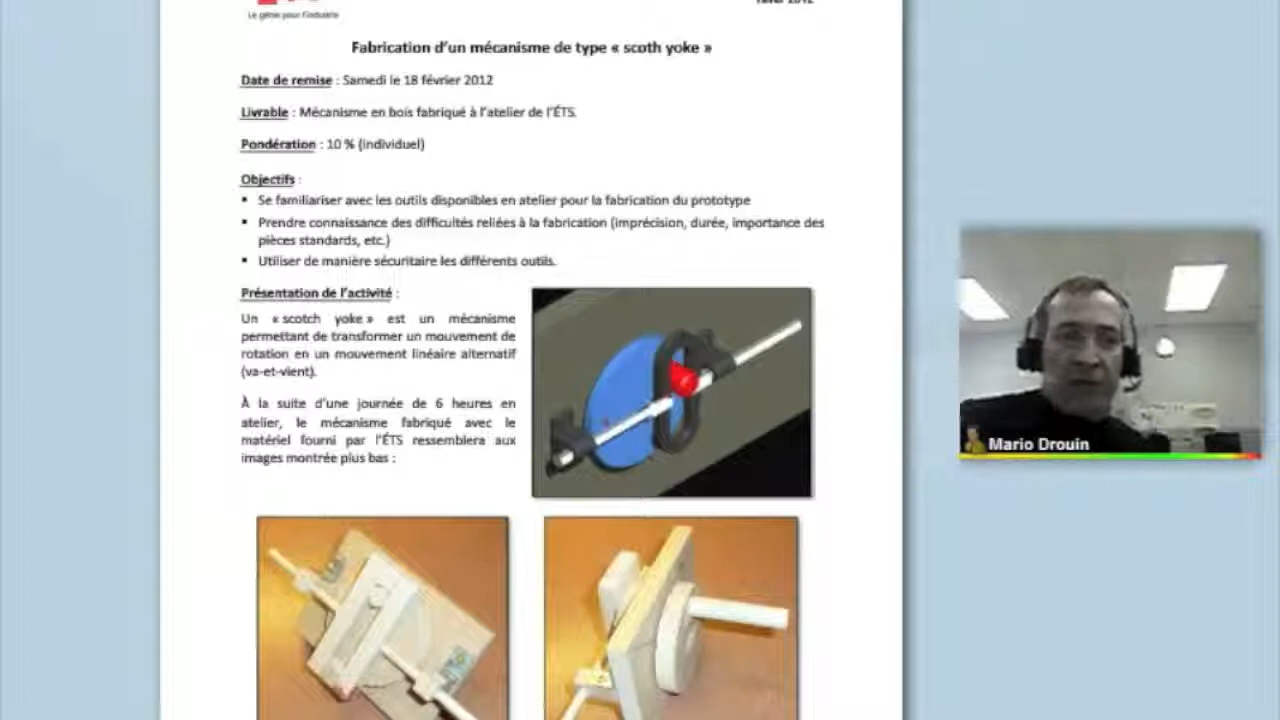 Le génie pour l'industrie
Fabrication d'un mécanisme de type « scoth yoke »
Date de remise : Samedi le 18 février 2012
Livrable : Mécanisme en bois fabriqué à l'atelier de l'ÉTS.
Pondération : 10 % (individuel)
Objectifs :
▪ Se familiariser avec les outils disponibles en atelier pour la fabrication du prototype
▪ Prendre connaissance des difficultés reliées à la fabrication (imprécision, durée, importance des
pièces standards, etc.)
▪ Utiliser de manière sécuritaire les différents outils.
Présentation de l'activité :
Un « scotch yoke » est un mécanisme
permettant de transformer un mouvement de
rotation en un mouvement linéaire alternatif
(va-et-vient).
À la suite d'une journée de 6 heures en
atelier, le mécanisme fabriqué avec le
matériel fourni par l'ÉTS ressemblera aux
images montrée plus bas :
Mario Drouin